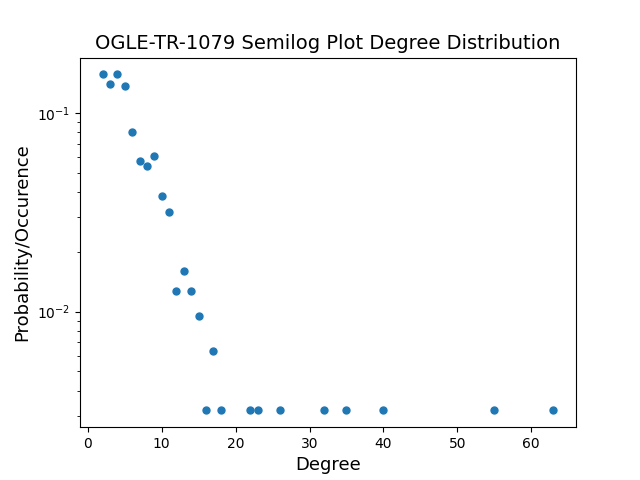 OGLE-TR-1079 Semilog Plot Degree Distribution
Probability/Occurence
10⁻¹
10⁻²
0 10 20 30 40 50 60
Degree